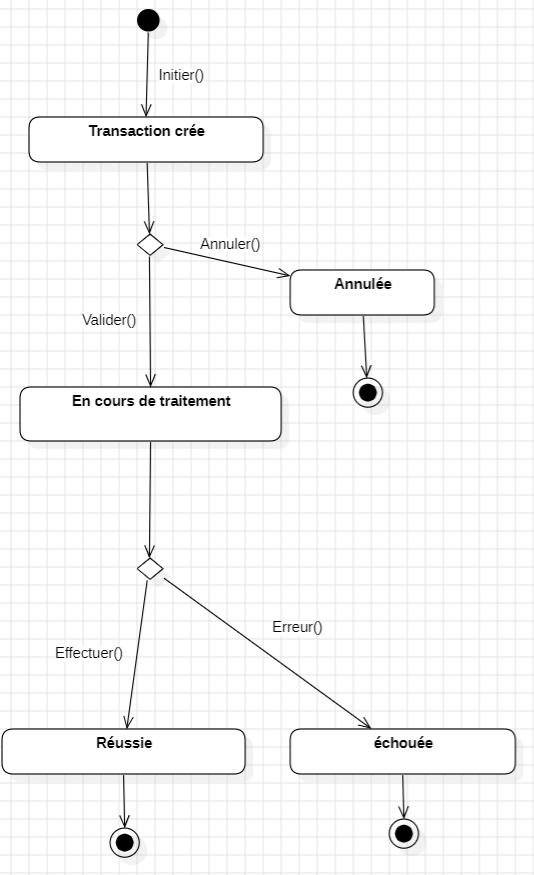 Initier()
Transaction crée
Annuler()
Annulée
Valider()
En cours de traitement
Erreur()
Effectuer()
Réussie
échouée